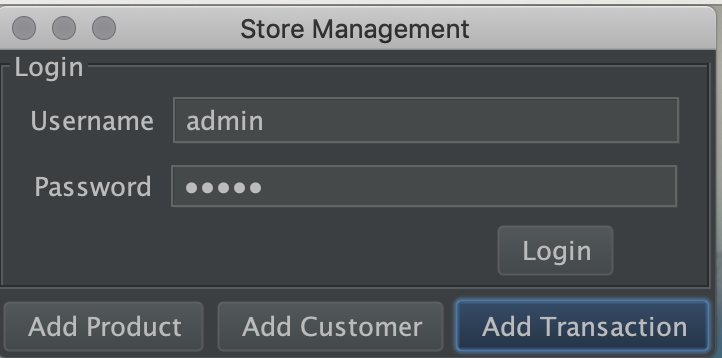 Store Management
Login
Username admin
Password •••••
Login
Add Product Add Customer Add Transaction